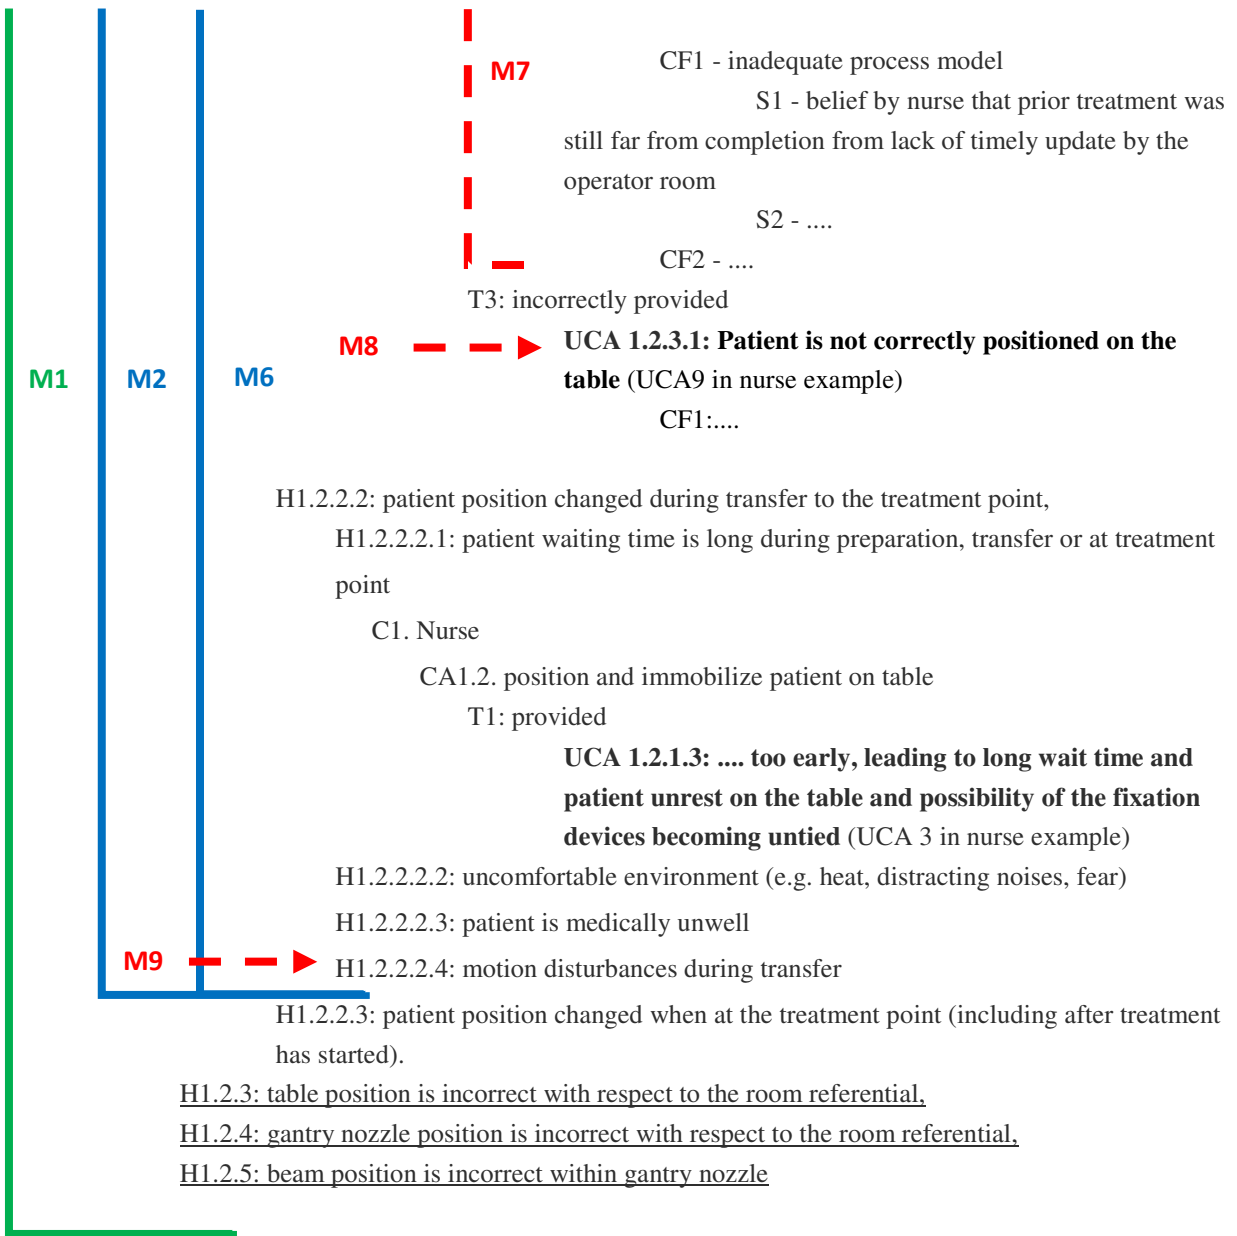 M7
CF1 - inadequate process model
S1 - belief by nurse that prior treatment was
still far from completion from lack of timely update by the
operator room
S2 - ....
CF2 - ....
T3: incorrectly provided
M8
UCA 1.2.3.1: Patient is not correctly positioned on the
table (UCA9 in nurse example)
M1
M2
M6
CF1:....
H1.2.2.2: patient position changed during transfer to the treatment point,
H1.2.2.2.1: patient waiting time is long during preparation, transfer or at treatment
point
C1. Nurse
CA1.2. position and immobilize patient on table
T1: provided
UCA 1.2.1.3: .... too early, leading to long wait time and
patient unrest on the table and possibility of the fixation
devices becoming untied (UCA 3 in nurse example)
H1.2.2.2.2: uncomfortable environment (e.g. heat, distracting noises, fear)
H1.2.2.2.3: patient is medically unwell
M9
H1.2.2.2.4: motion disturbances during transfer
H1.2.2.3: patient position changed when at the treatment point (including after treatment
has started).
H1.2.3: table position is incorrect with respect to the room referential,
H1.2.4: gantry nozzle position is incorrect with respect to the room referential,
H1.2.5: beam position is incorrect within gantry nozzle